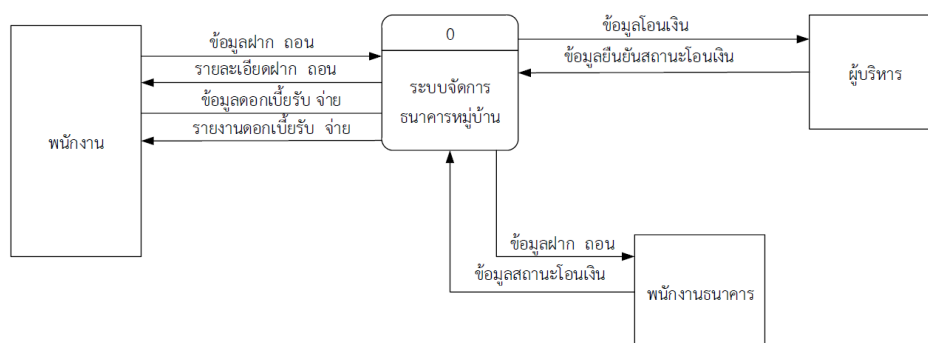 พนักงาน
ข้อมูลฝาก ถอน
รายละเอียดฝาก ถอน
ข้อมูลดอกเบี้ยรับ จ่าย
รายงานดอกเบี้ยรับ จ่าย
0
ระบบจัดการ
ธนาคารหมู่บ้าน
ข้อมูลโอนเงิน
ข้อมูลยืนยันสถานะโอนเงิน
ผู้บริหาร
ข้อมูลฝาก ถอน
ข้อมูลสถานะโอนเงิน
พนักงานธนาคาร